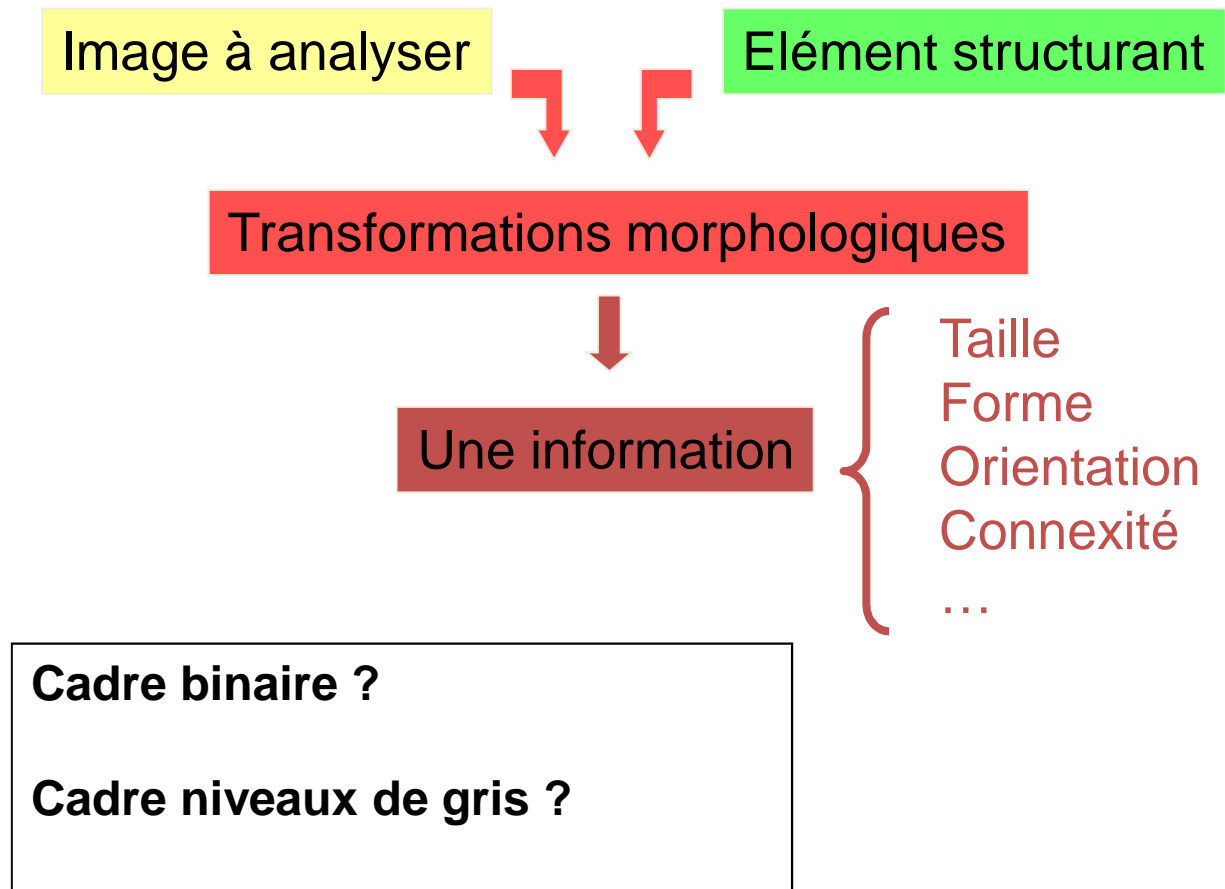 Image à analyser
Elément structurant
Transformations morphologiques
Une information
Taille
Forme
Orientation
Connexité
…
Cadre binaire ?
Cadre niveaux de gris ?